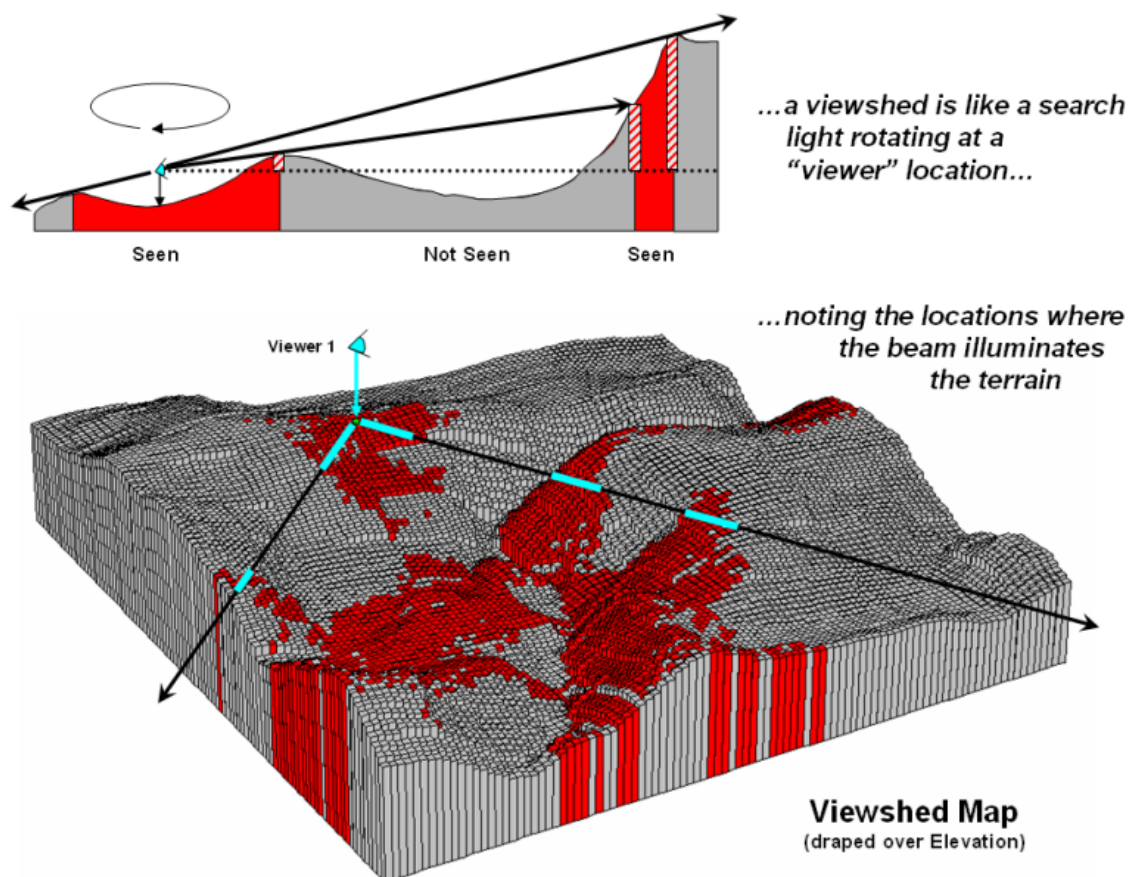 …a viewshed is like a search
light rotating at a
“viewer” location…
Seen
Not Seen
Seen
…noting the locations where
the beam illuminates
the terrain
Viewer 1
Viewshed Map
(draped over Elevation)